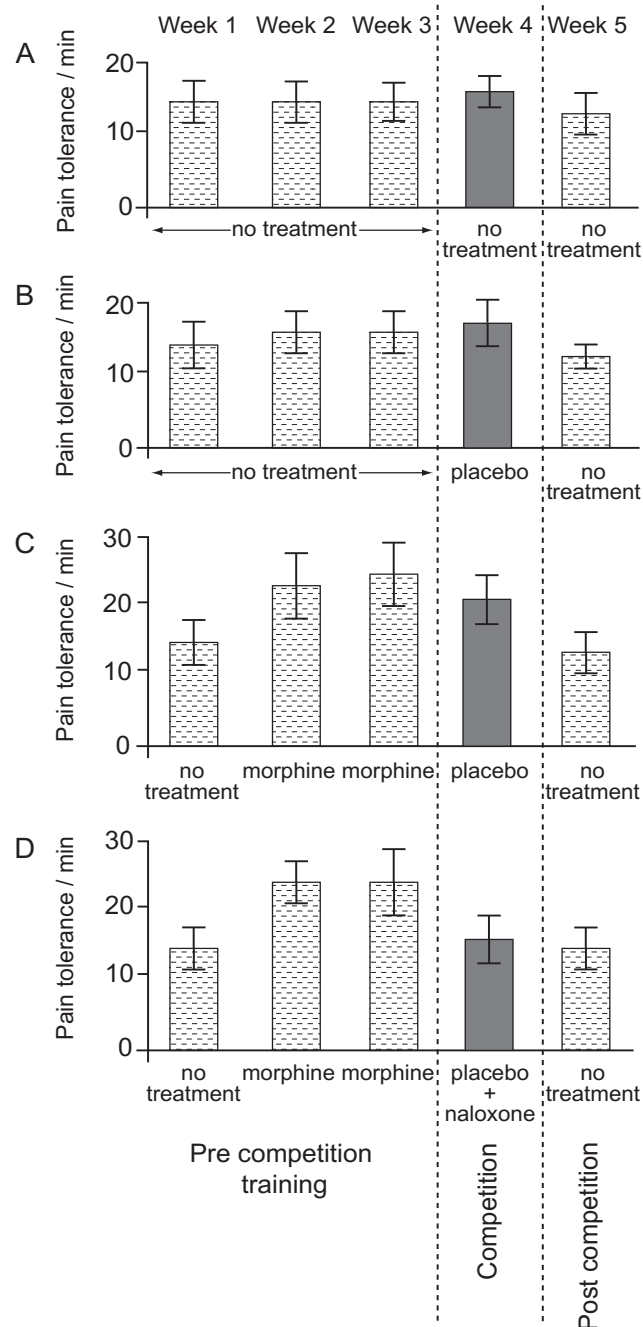 Week 1 Week 2 Week 3 Week 4 Week 5
A
Pain tolerance / min
20
10
0
no treatment
no
treatment
no
treatment
B
Pain tolerance / min
20
10
0
no treatment
placebo
no
treatment
C
Pain tolerance / min
30
20
10
0
no
treatment
morphine
morphine
placebo
no
treatment
D
Pain tolerance / min
30
20
10
0
no
treatment
morphine
morphine
placebo
+
naloxone
no
treatment
Pre competition
training
Competition
Post competition